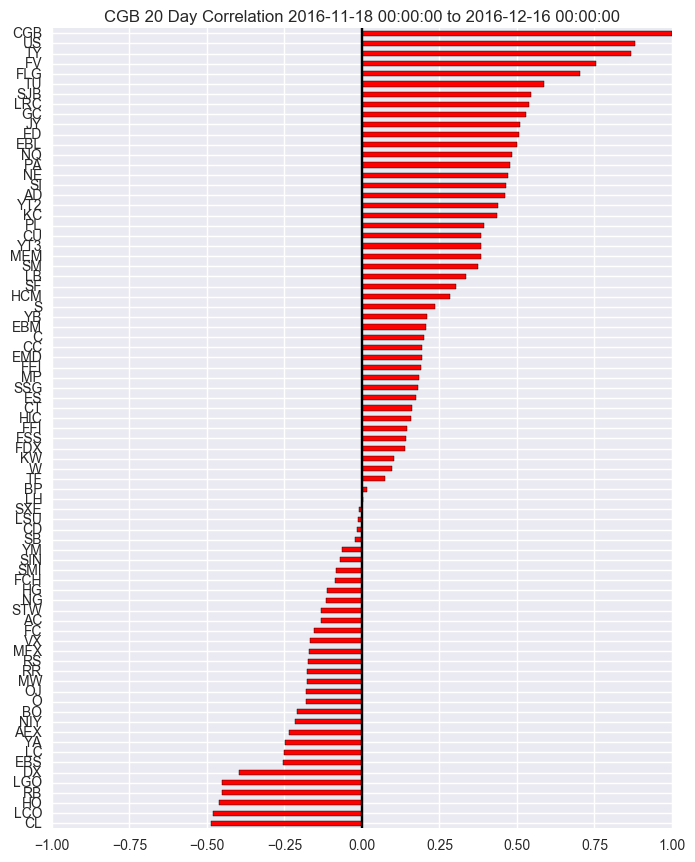 CGB 20 Day Correlation 2016-11-18 00:00:00 to 2016-12-16 00:00:00
CGB
US
TY
FV
FLG
TU
SJB
LRC
GC
JY
ED
EBL
NQ
PA
NE
SI
AD
YT2
KC
PL
CU
YT3
MEM
SM
LB
SF
HCM
S
YB
EBM
C
CC
EMD
FEI
MP
SSG
ES
CT
HIC
FFI
ESS
FDX
KW
W
TF
BP
LH
SXE
LSU
CD
SB
YM
SIN
SMI
FCH
HG
NG
STW
AC
FC
VX
MFX
RS
RR
MW
OJ
O
BO
NIY
AEX
YA
LC
EBS
DX
LGO
RB
HO
LCO
CL
−1.00 −0.75 −0.50 −0.25 0.00 0.25 0.50 0.75 1.00